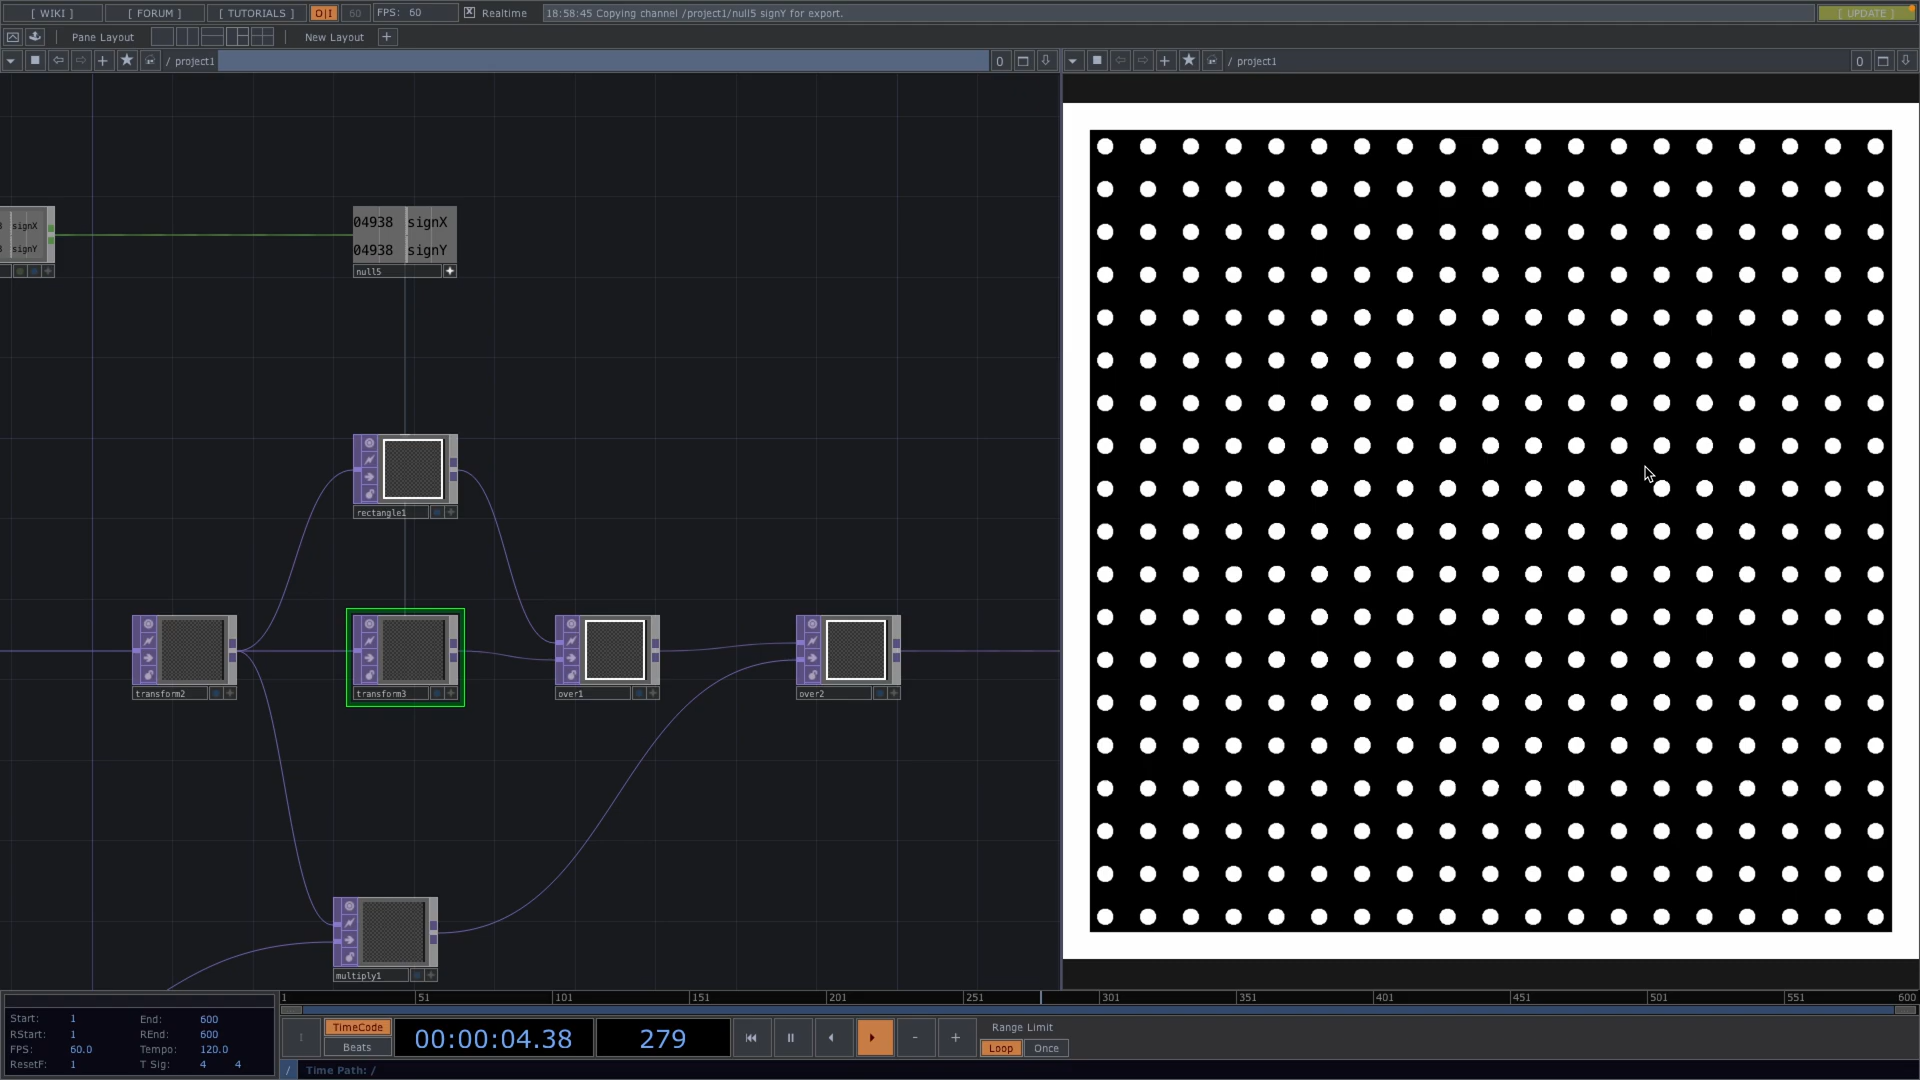 [ WIKI ] [ FORUM ] [ TUTORIALS ] O|I 60 FPS: 60 Realtime 18:58:45 Copying channel /project1/null5 signY for export. [ UPDATE ]
Pane Layout New Layout +
/ project1 0 / project1 0
signX
signY
04938 signX
04938 signY
null5
rectangle1
transform2 transform3 over1 over2
multiply1
1 51 101 151 201 251 301 351 401 451 501 551 600
Start: 1 End: 600
RStart: 1 REnd: 600
FPS: 60.0 Tempo: 120.0
ResetF: 1 T Sig: 4 4
TimeCode
Beats
00:00:04.38 279 - +
Range Limit
Loop Once
/ Time Path: /